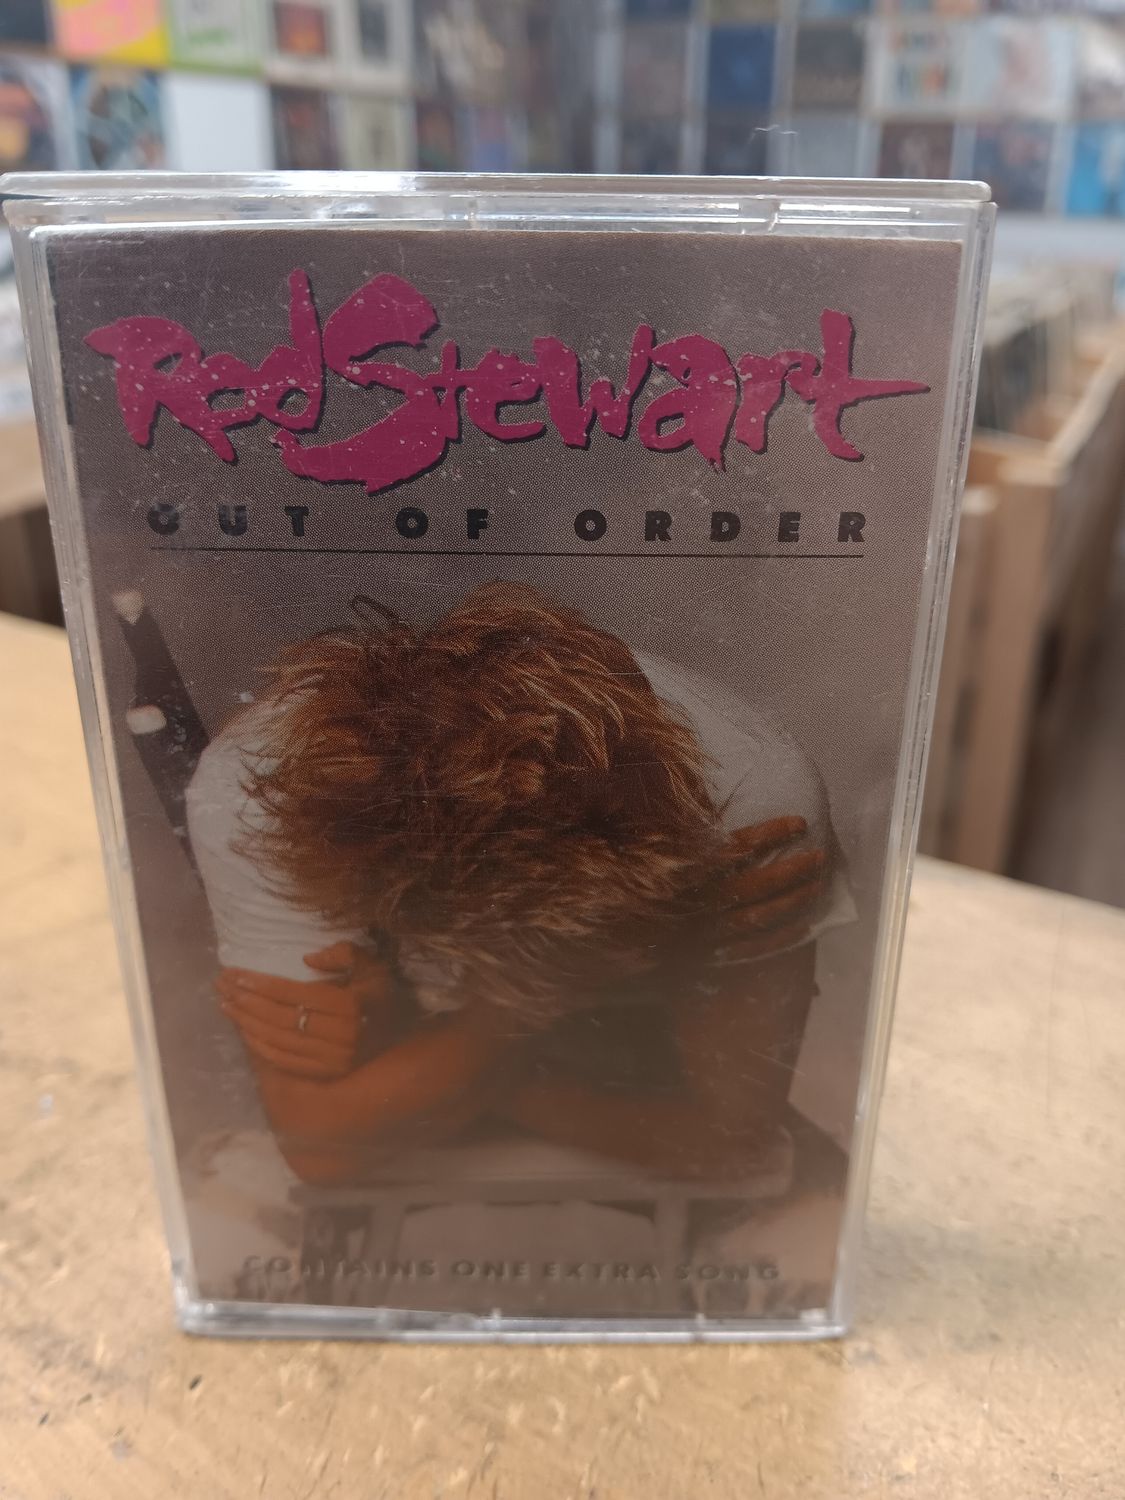 Rod Stewart
OUT OF ORDER
CONTAINS ONE EXTRA SONG